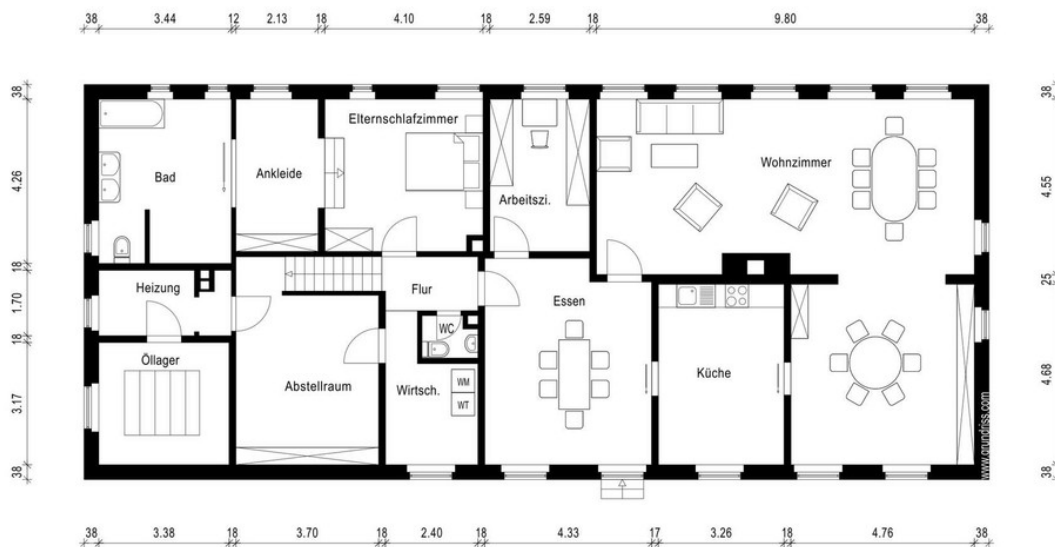 38 3.44 12 2.13 18 4.10 18 2.59 18 9.80 38
38
4.26
18
1.70
18
3.17
38
38
4.55
25
4.68
38
Elternschlafzimmer
Wohnzimmer
Bad
Ankleide
Arbeitszi.
Heizung
Flur
Essen
WC
Öllager
Abstellraum
Wirtsch.
WM
WT
Küche
www.grundriss.com
38 3.38 18 3.70 18 2.40 18 4.33 17 3.26 18 4.76 38